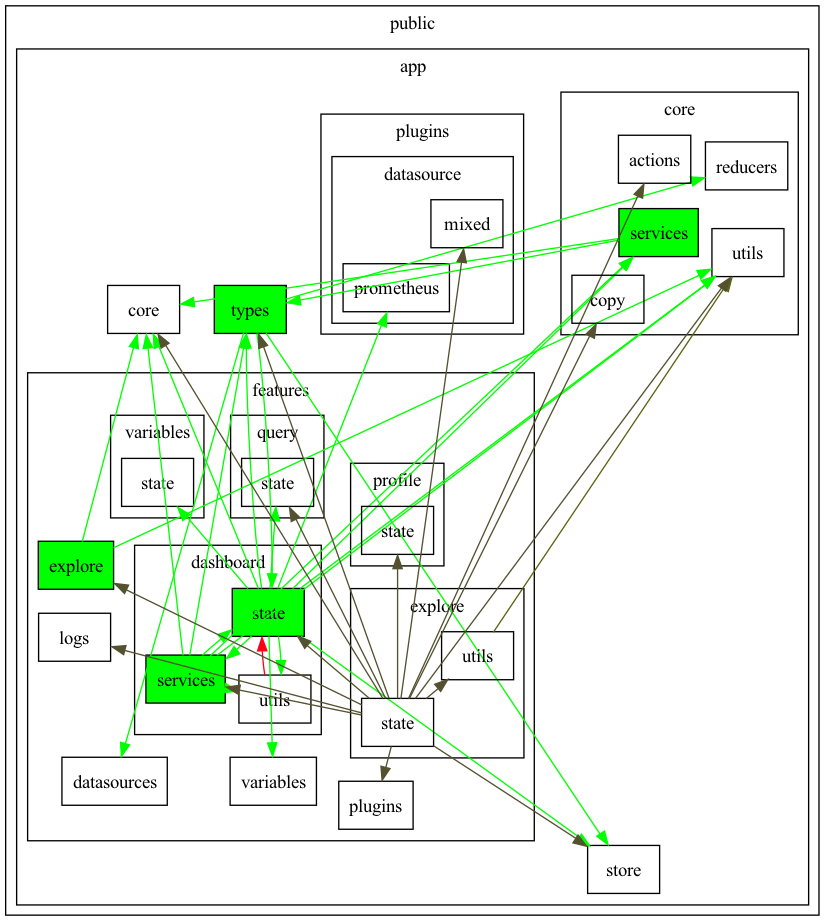 public
app
plugins
core
datasource
actions
reducers
mixed
services
utils
prometheus
copy
core
types
features
variables
query
state
state
profile
state
explore
dashboard
state
explore
logs
services
utils
utils
state
datasources
variables
plugins
store